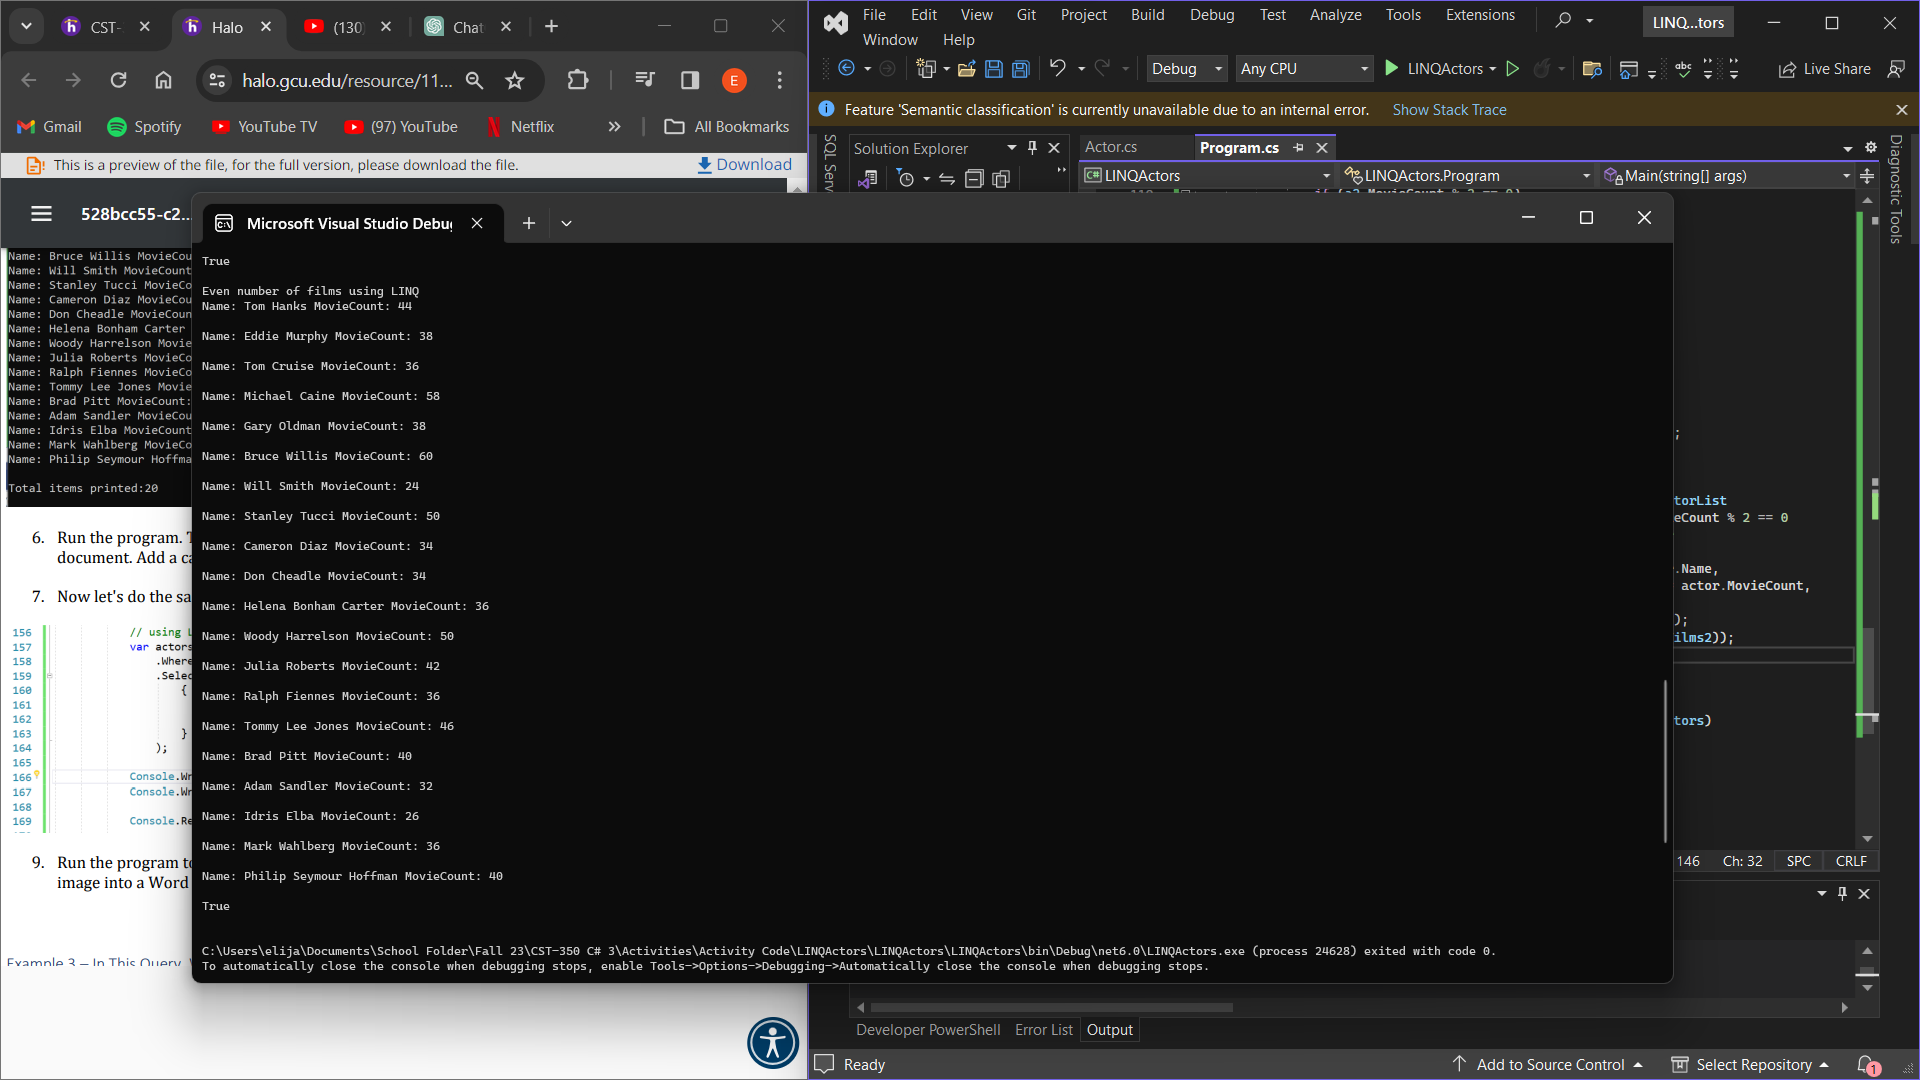 CST-
Halo
(130)
Chat
halo.gcu.edu/resource/11...
E
Gmail
Spotify
YouTube TV
(97) YouTube
Netflix
All Bookmarks
This is a preview of the file, for the full version, please download the file.
Download
528bcc55-c2...
Name: Bruce Willis MovieCou
Name: Will Smith MovieCount
Name: Stanley Tucci MovieCo
Name: Cameron Diaz MovieCou
Name: Don Cheadle MovieCoun
Name: Helena Bonham Carter
Name: Woody Harrelson Movie
Name: Julia Roberts MovieCo
Name: Ralph Fiennes MovieCo
Name: Tommy Lee Jones Movie
Name: Brad Pitt MovieCount:
Name: Adam Sandler MovieCou
Name: Idris Elba MovieCount
Name: Mark Wahlberg MovieCo
Name: Philip Seymour Hoffma
Total items printed:20
6. Run the program. T
document. Add a ca
7. Now let's do the sa
156 // using L
157 var actors
158 .Where
159 .Selec
160 {
161
162
163 }
164 );
165
166 Console.Wr
167 Console.Wr
168
169 Console.Re
9. Run the program to
image into a Word
Example 3 – In This Query,
File Edit View Git Project Build Debug Test Analyze Tools Extensions
Window Help
LINQ...tors
Debug
Any CPU
LINQActors
Live Share
Feature 'Semantic classification' is currently unavailable due to an internal error. Show Stack Trace
SQL Serv
Solution Explorer
Actor.cs
Program.cs
Diagnostic Tools
LINQActors
LINQActors.Program
Main(string[] args)
Microsoft Visual Studio Debug
True
Even number of films using LINQ
Name: Tom Hanks MovieCount: 44
Name: Eddie Murphy MovieCount: 38
Name: Tom Cruise MovieCount: 36
Name: Michael Caine MovieCount: 58
Name: Gary Oldman MovieCount: 38
Name: Bruce Willis MovieCount: 60
Name: Will Smith MovieCount: 24
Name: Stanley Tucci MovieCount: 50
Name: Cameron Diaz MovieCount: 34
Name: Don Cheadle MovieCount: 34
Name: Helena Bonham Carter MovieCount: 36
Name: Woody Harrelson MovieCount: 50
Name: Julia Roberts MovieCount: 42
Name: Ralph Fiennes MovieCount: 36
Name: Tommy Lee Jones MovieCount: 46
Name: Brad Pitt MovieCount: 40
Name: Adam Sandler MovieCount: 32
Name: Idris Elba MovieCount: 26
Name: Mark Wahlberg MovieCount: 36
Name: Philip Seymour Hoffman MovieCount: 40
True
C:\Users\elija\Documents\School Folder\Fall 23\CST-350 C# 3\Activities\Activity Code\LINQActors\LINQActors\LINQActors\bin\Debug\net6.0\LINQActors.exe (process 24628) exited with code 0.
To automatically close the console when debugging stops, enable Tools->Options->Debugging->Automatically close the console when debugging stops.
;
torList
eCount % 2 == 0
.Name,
actor.MovieCount,
);
ilms2));
tors)
146 Ch: 32 SPC CRLF
Developer PowerShell Error List Output
Ready
Add to Source Control
Select Repository
1